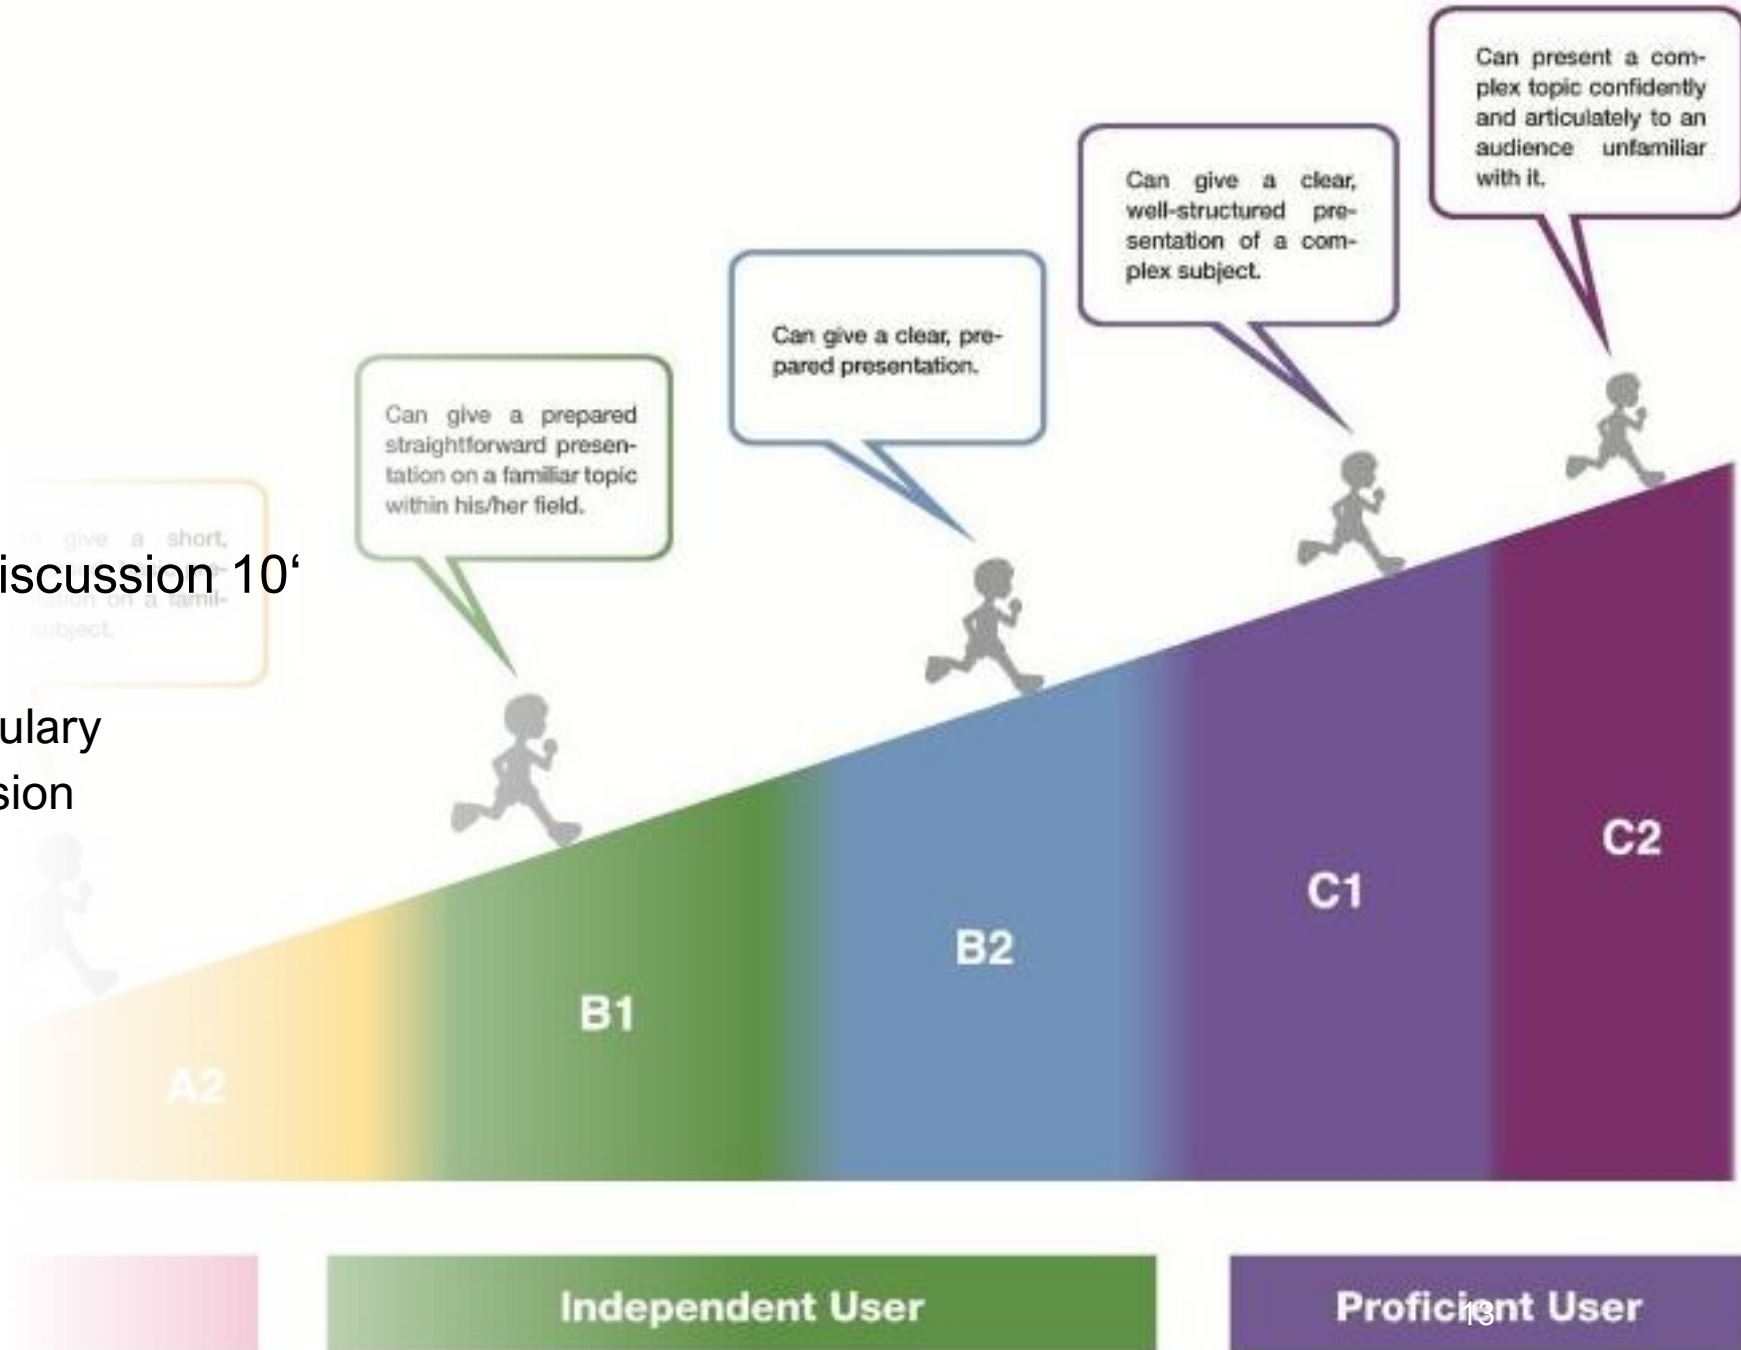 Can present a com-
plex topic confidently
and articulately to an
audience unfamiliar
with it.
Can give a clear,
well-structured pre-
sentation of a com-
plex subject.
Can give a clear, pre-
pared presentation.
Can give a prepared
straightforward presen-
tation on a familiar topic
within his/her field.
give a short,
on a famil-
subject.
iscussion 10‘
ulary
sion
A2
B1
B2
C1
C2
Independent User
Proficient User
13